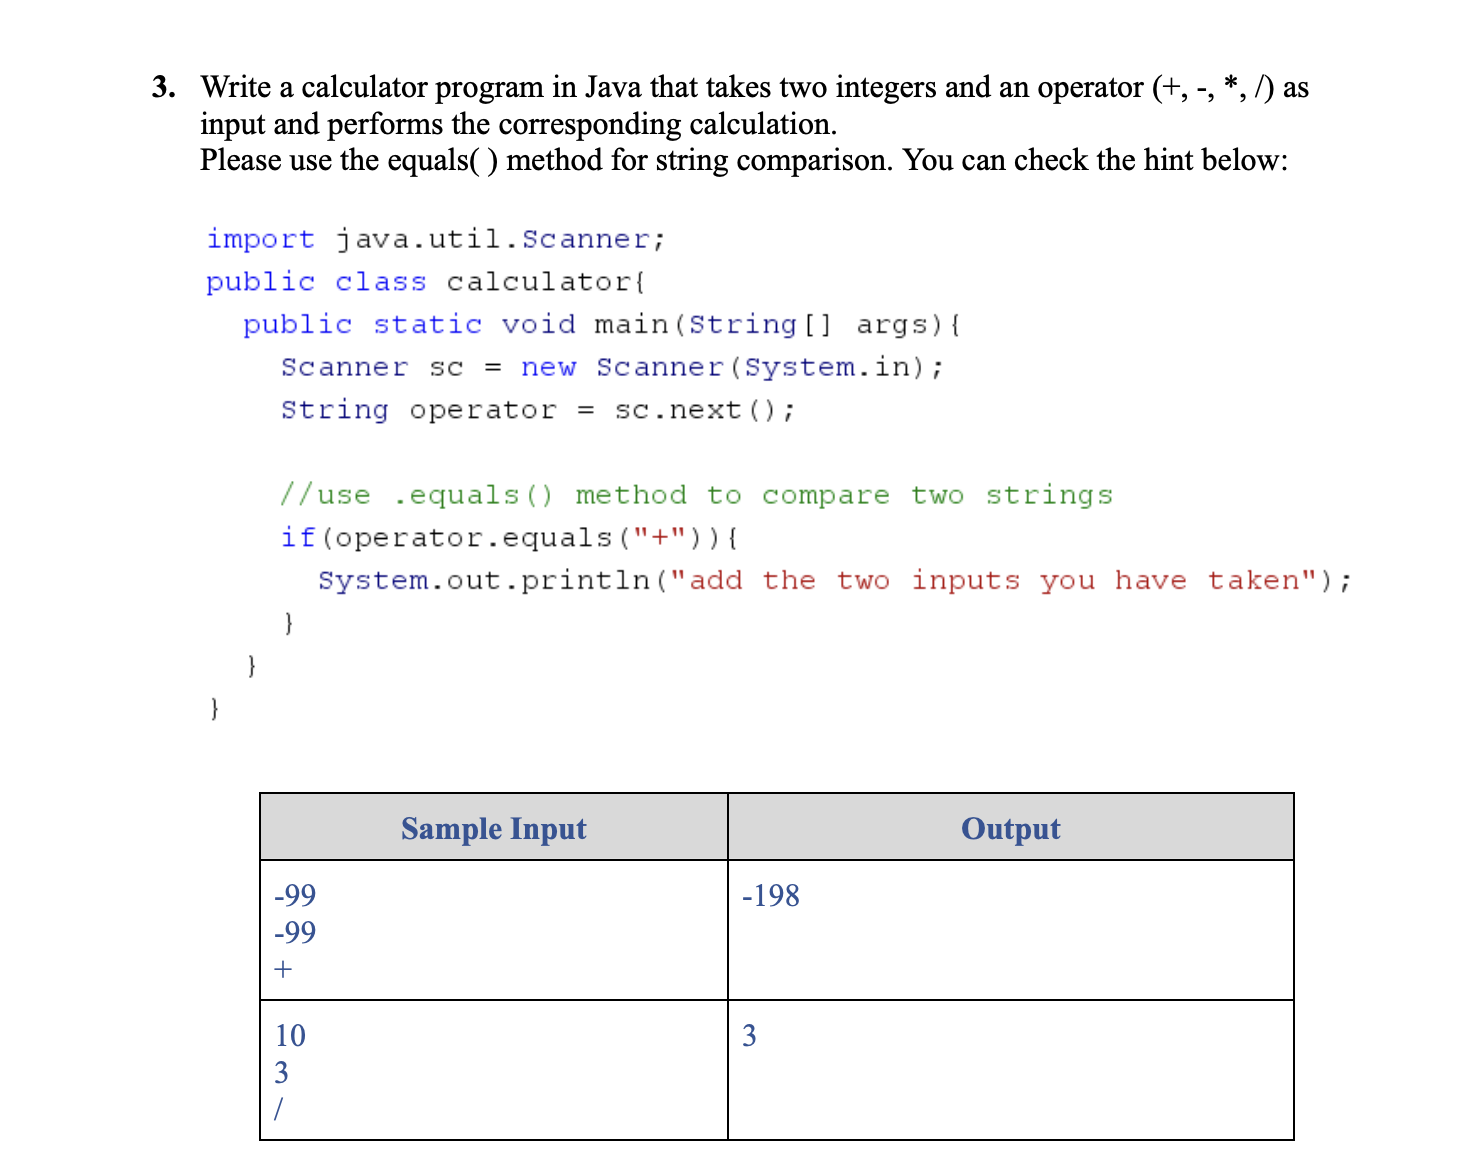 3. Write a calculator program in Java that takes two integers and an operator (+, -, *, /) as
input and performs the corresponding calculation.
Please use the equals( ) method for string comparison. You can check the hint below:
import java.util.Scanner;
public class calculator{
public static void main(String[] args){
Scanner sc = new Scanner(System.in);
String operator = sc.next();
//use .equals() method to compare two strings
if(operator.equals("+")){
System.out.println("add the two inputs you have taken");
}
}
}
Sample Input Output
-99 -198
-99
+
10 3
3
/